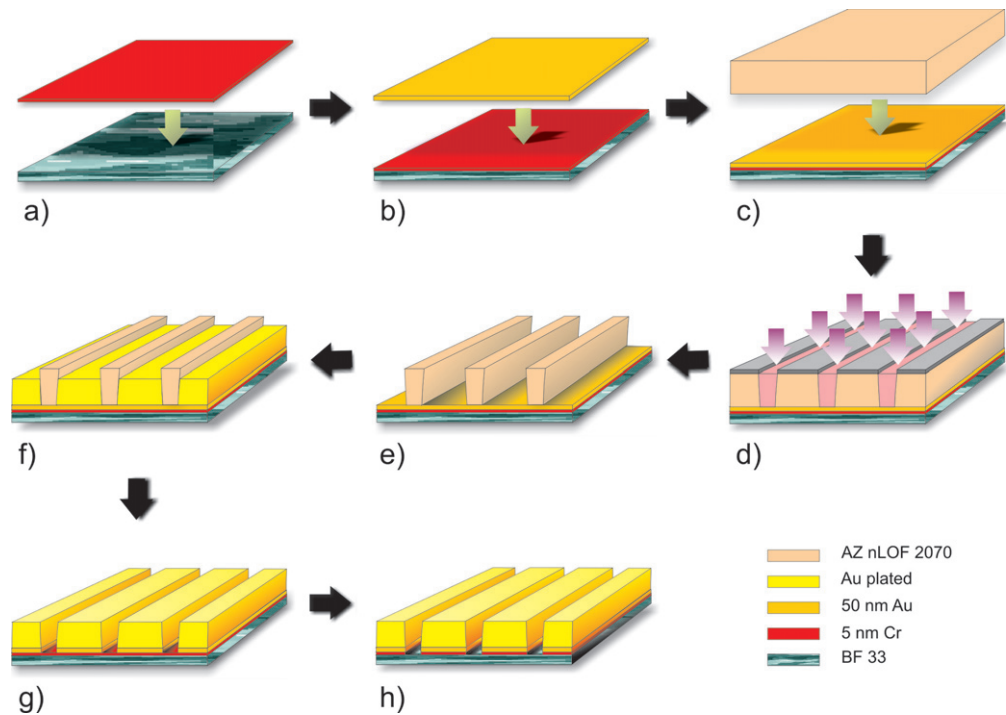 a)
b)
c)
f)
e)
d)
AZ nLOF 2070
Au plated
50 nm Au
5 nm Cr
BF 33
g)
h)